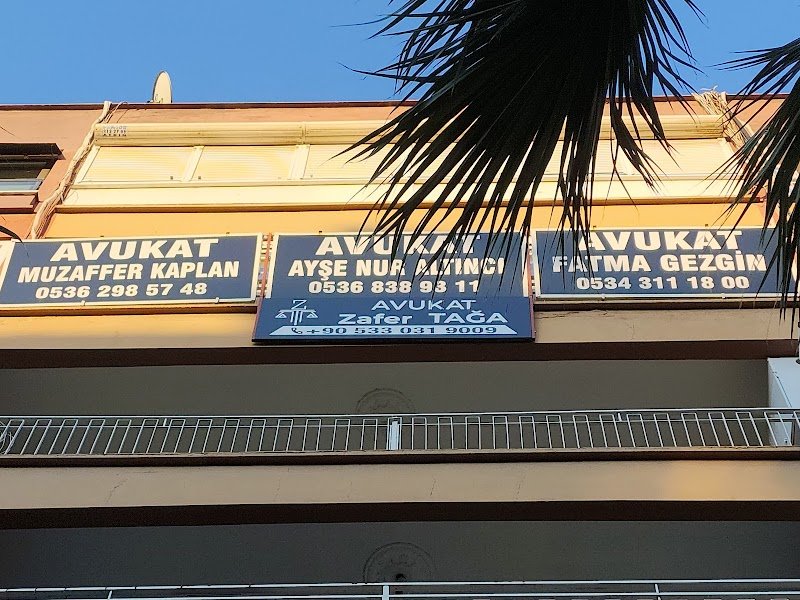 AVUKAT
MUZAFFER KAPLAN
0536 298 57 48
AVUKAT
AYŞE NUR ALTINCI
0536 838 93 11
AVUKAT
FATMA GEZGİN
0534 311 18 00
AVUKAT
Zafer TAĞA
+90 533 031 9009